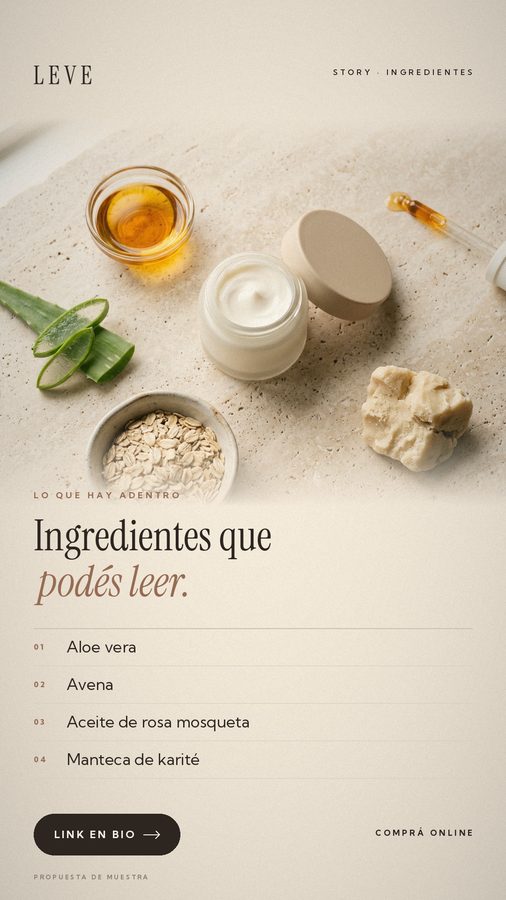 LEVE
STORY · INGREDIENTES
LO QUE HAY ADENTRO
Ingredientes que
podés leer.
01 Aloe vera
02 Avena
03 Aceite de rosa mosqueta
04 Manteca de karité
LINK EN BIO →
COMPRÁ ONLINE
PROPUESTA DE MUESTRA